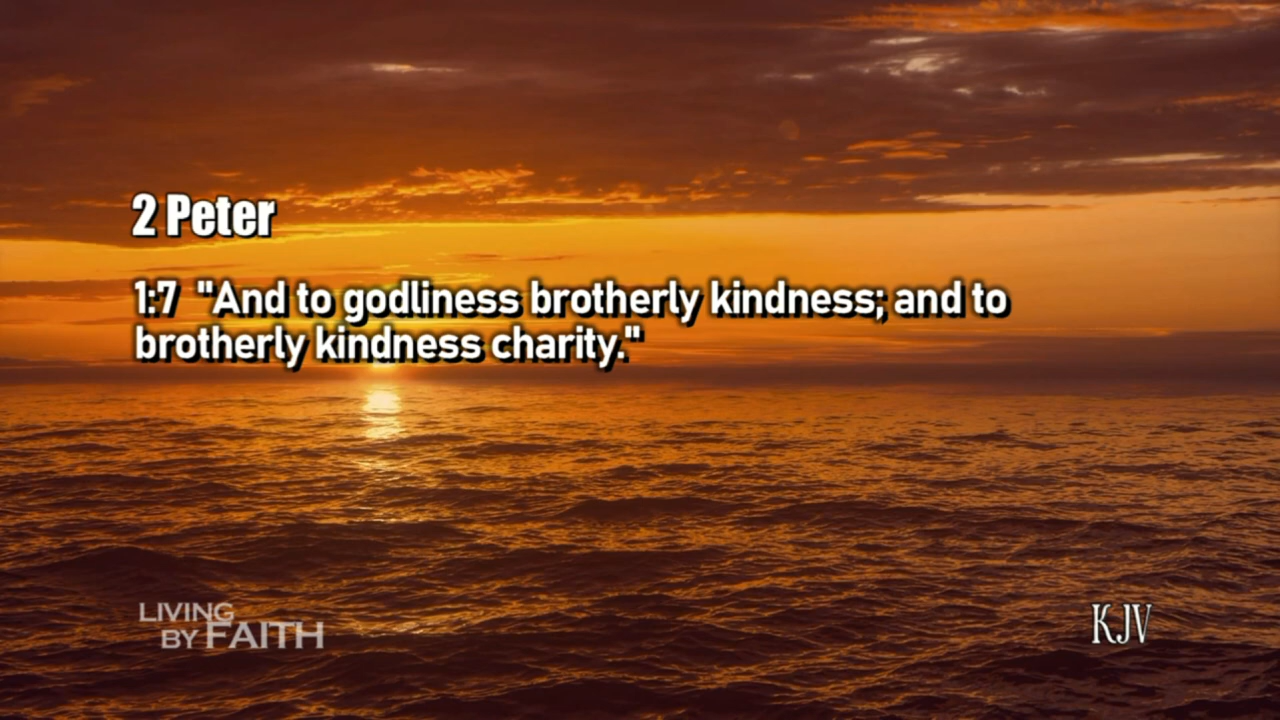 2 Peter
1:7 "And to godliness brotherly kindness; and to
brotherly kindness charity."
LIVING
BY FAITH
KJV